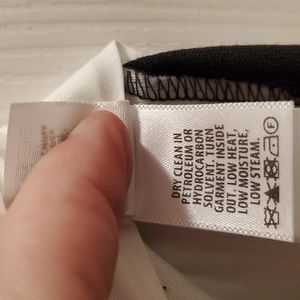 DRY CLEAN IN
PETROLEUM OR
HYDROCARBON
SOLVENT. TURN
GARMENT INSIDE
OUT. LOW HEAT,
LOW MOISTURE,
LOW STEAM.
F